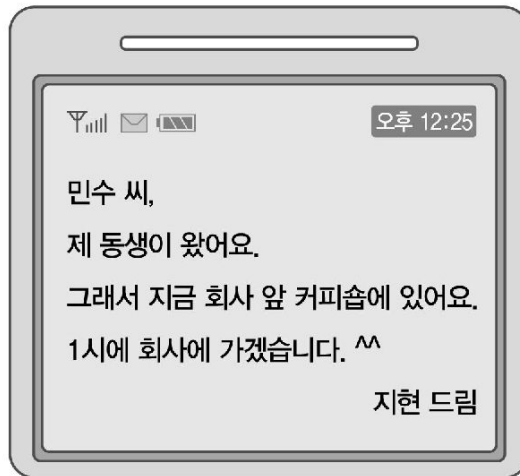 오후 12:25
민수 씨,
제 동생이 왔어요.
그래서 지금 회사 앞 커피숍에 있어요.
1시에 회사에 가겠습니다. ^^
지현 드림